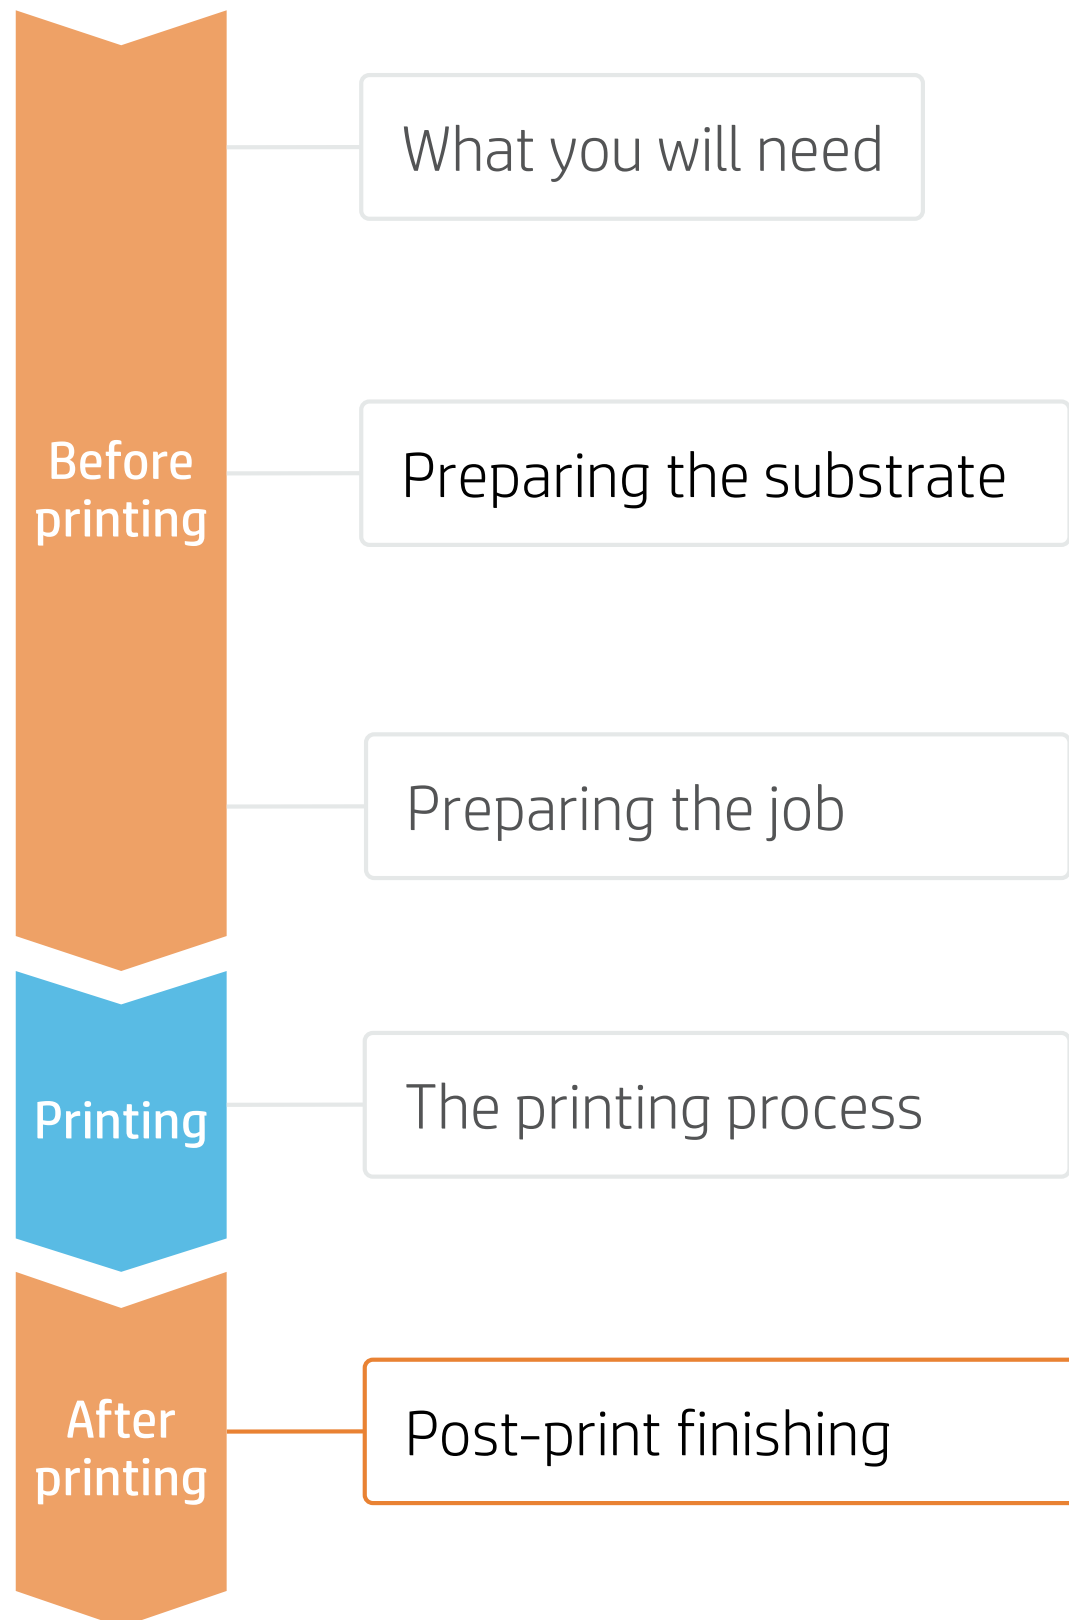 What you will need
Before
printing
Preparing the substrate
Preparing the job
Printing
The printing process
After
printing
Post-print finishing